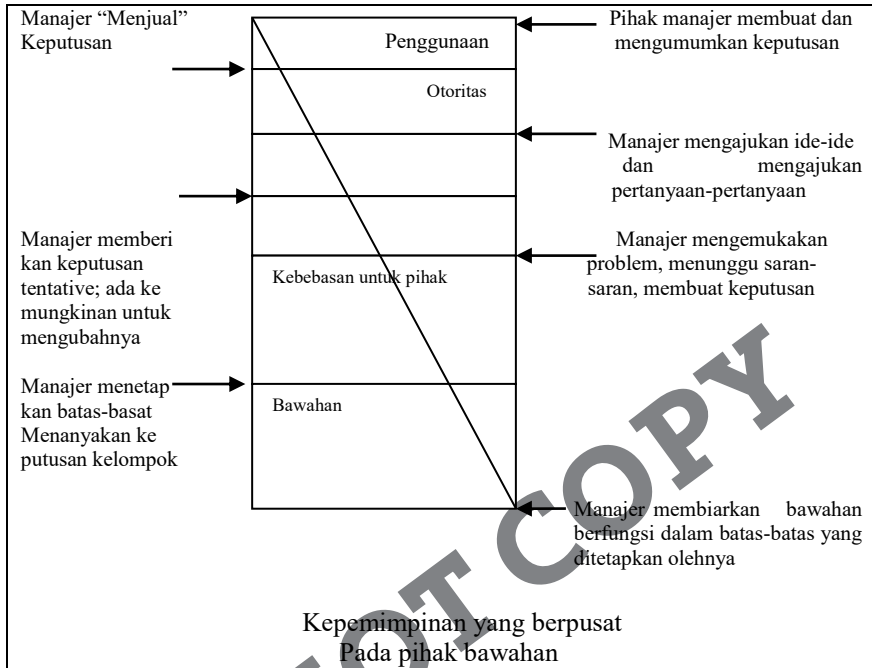 Manajer “Menjual”
Keputusan
Penggunaan
Pihak manajer membuat dan
mengumumkan keputusan
Otoritas
Manajer mengajukan ide-ide
dan mengajukan
pertanyaan-pertanyaan
Manajer memberi
kan keputusan
tentative; ada ke
mungkinan untuk
mengubahnya
Kebebasan untuk pihak
Manajer mengemukakan
problem, menunggu saran-
saran, membuat keputusan
Manajer menetap
kan batas-basat
Menanyakan ke
putusan kelompok
Bawahan
Manajer membiarkan bawahan
berfungsi dalam batas-batas yang
ditetapkan olehnya
Kepemimpinan yang berpusat
Pada pihak bawahan
OT COPY